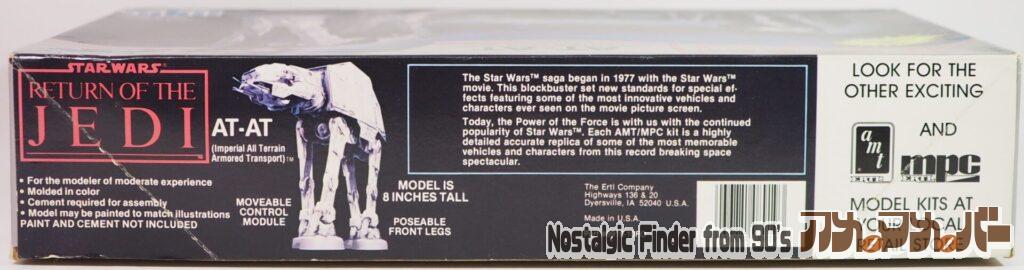 STAR WARS®
RETURN OF THE
JEDI
AT-AT
(Imperial All Terrain
Armored Transport)™
• For the modeler of moderate experience
• Molded in color
• Cement required for assembly
• Model may be painted to match illustrations
PAINT AND CEMENT NOT INCLUDED
MOVEABLE
CONTROL
MODULE
MODEL IS
8 INCHES TALL
POSEABLE
FRONT LEGS
The Star Wars™ saga began in 1977 with the Star Wars™
movie. This blockbuster set new standards for special ef-
fects featuring some of the most innovative vehicles and
characters ever seen on the movie picture screen.
Today, the Power of the Force is with us with the continued
popularity of Star Wars™. Each AMT/MPC kit is a highly
detailed accurate replica of some of the most memorable
vehicles and characters from this record breaking space
spectacular.
The Ertl Company
Highways 136 & 20
Dyersville, IA 52040 U.S.A.
Made in U.S.A.
LOOK FOR THE
OTHER EXCITING
amt
ERTL
AND
mpc
ERTL
MODEL KITS AT
YOUR LOCAL
RETAIL STORE
Nostalgic Finder from 90's